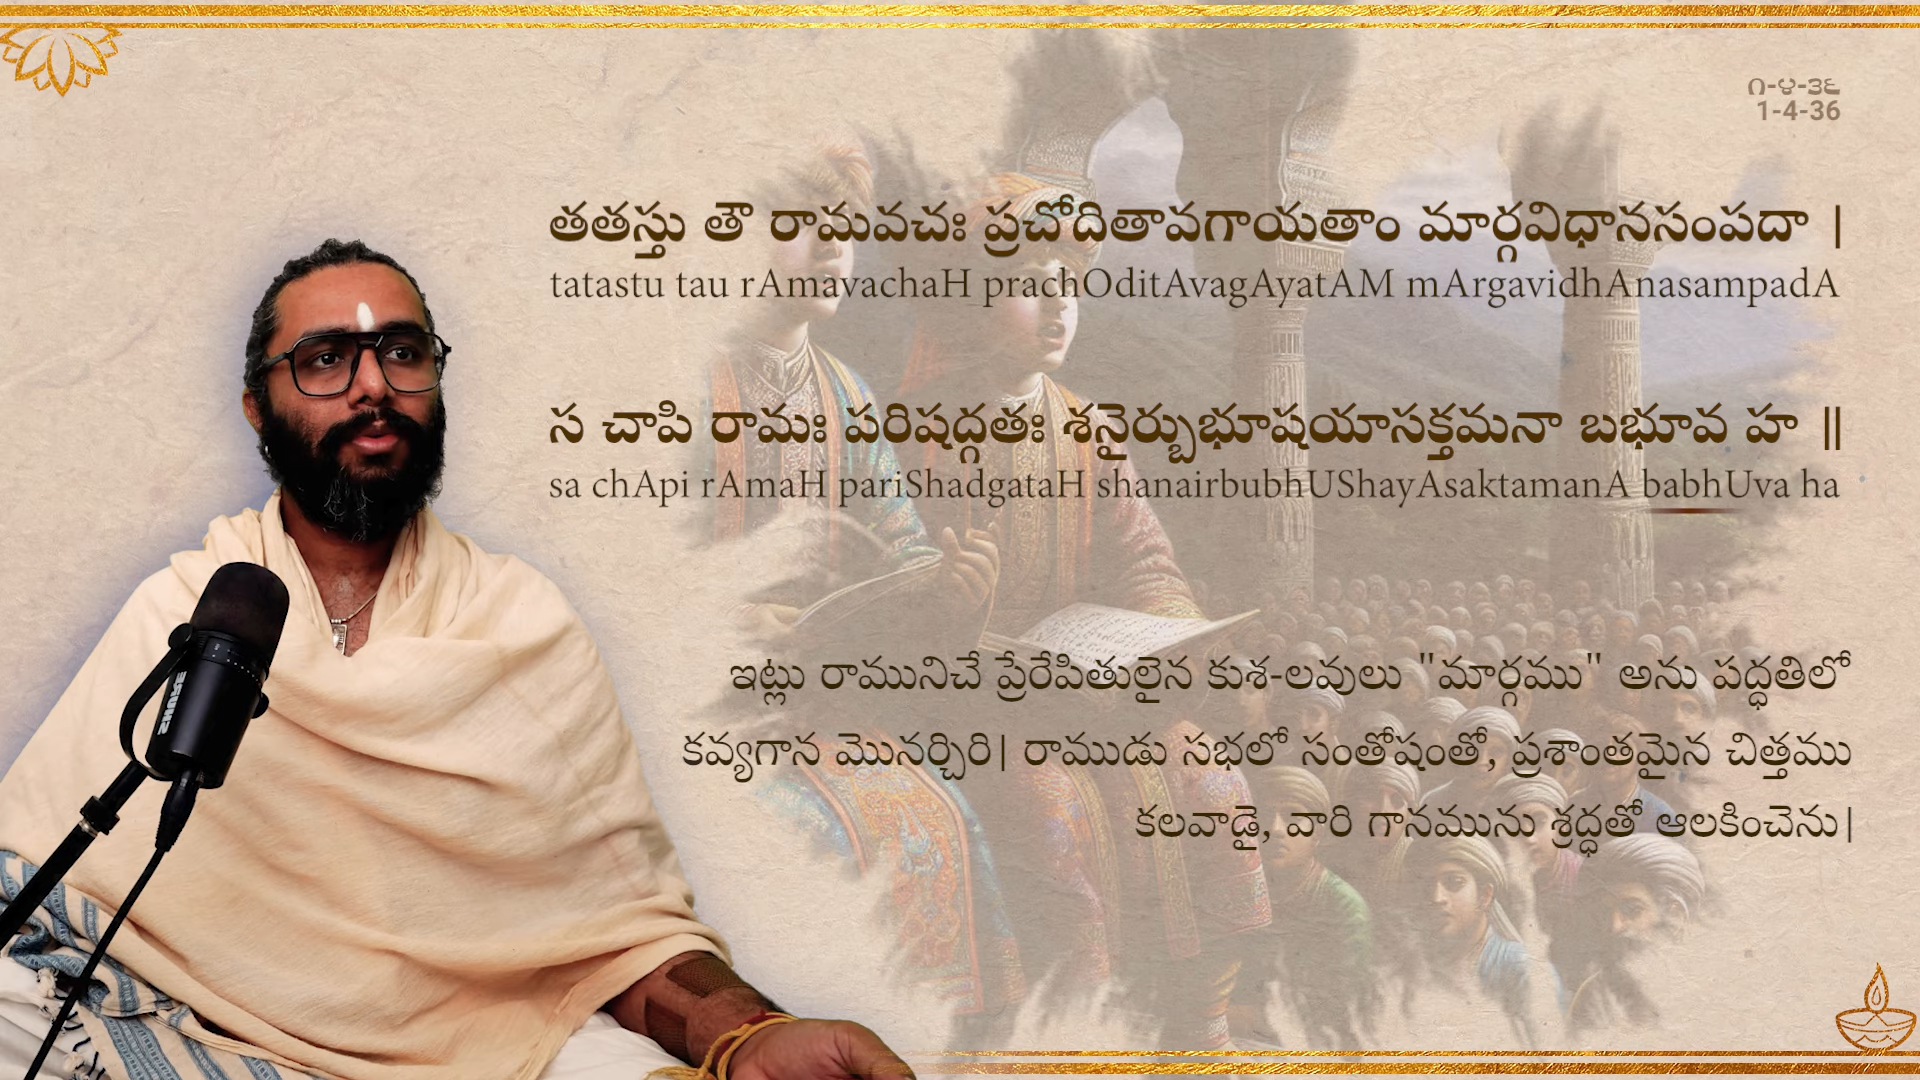 ౧-౪-౩౬
1-4-36
తతస్తు తౌ రామవచః ప్రచోదితావగాయతాం మార్గవిధానసంపదా |
tatastu tau rAmavachaH prachOditAvagAyatAM mArgavidhAnasampadA
స చాపి రామః పరిషద్గతః శనైర్బుభూషయాసక్తమనా బభూవ హ ‖
sa chApi rAmaH pariShadgataH shanairbubhUShayAsaktamanA babhUva ha
ఇట్లు రామునిచే ప్రేరేపితులైన కుశ-లవులు "మార్గము" అను పద్ధతిలో
కవ్యగాన మొనర్చిరి| రాముడు సభలో సంతోషంతో, ప్రశాంతమైన చిత్తము
కలవాడై, వారి గానమును శ్రద్ధతో ఆలకించెను|
SHURE